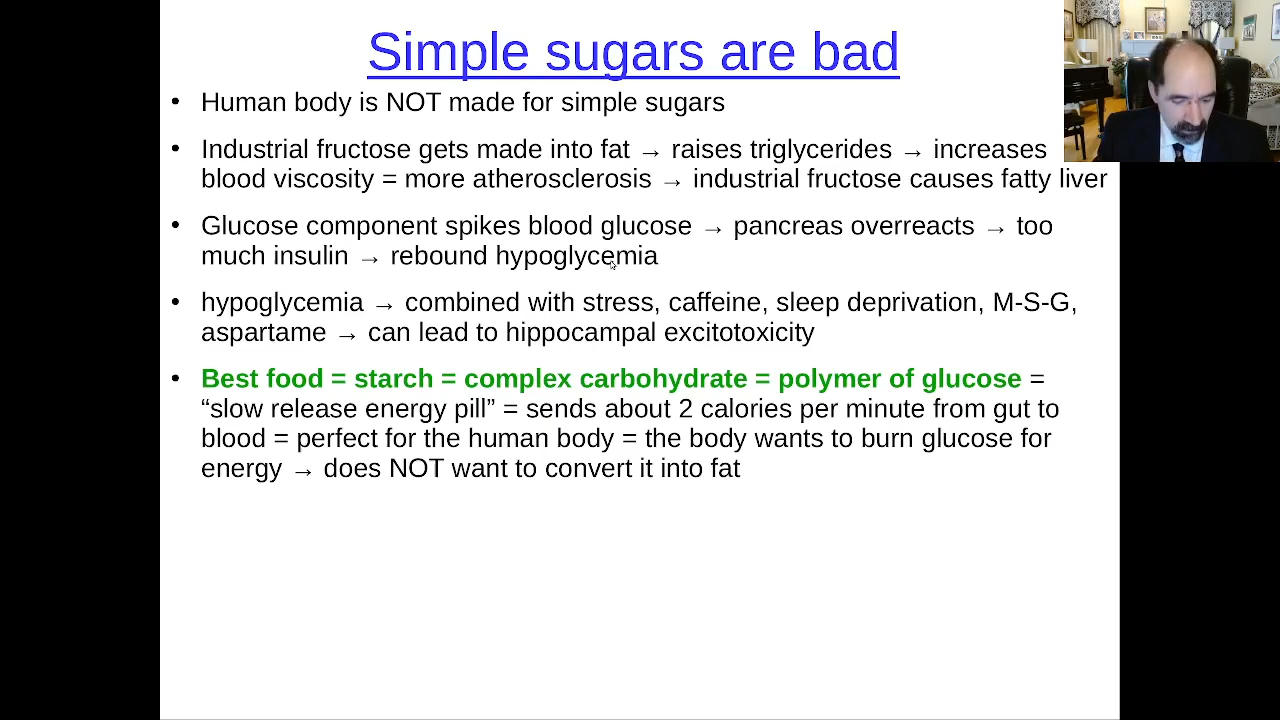 Simple sugars are bad
• Human body is NOT made for simple sugars
• Industrial fructose gets made into fat → raises triglycerides → increases
blood viscosity = more atherosclerosis → industrial fructose causes fatty liver
• Glucose component spikes blood glucose → pancreas overreacts → too
much insulin → rebound hypoglycemia
• hypoglycemia → combined with stress, caffeine, sleep deprivation, M-S-G,
aspartame → can lead to hippocampal excitotoxicity
• Best food = starch = complex carbohydrate = polymer of glucose =
“slow release energy pill” = sends about 2 calories per minute from gut to
blood = perfect for the human body = the body wants to burn glucose for
energy → does NOT want to convert it into fat